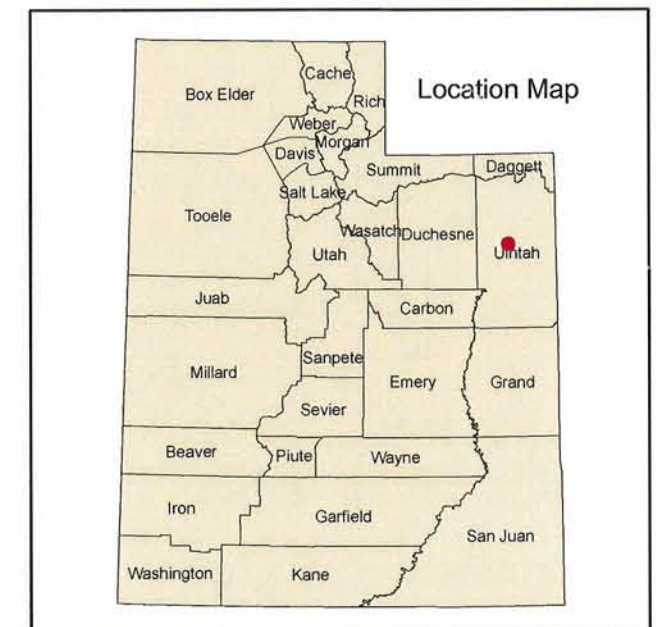 Location Map
Cache
Box Elder
Rich
Weber
Morgan
Davis
Summit
Daggett
Salt Lake
Tooele
Wasatch
Duchesne
Utah
Uintah
Juab
Carbon
Sanpete
Millard
Emery
Grand
Sevier
Beaver
Piute
Wayne
Iron
Garfield
San Juan
Washington
Kane